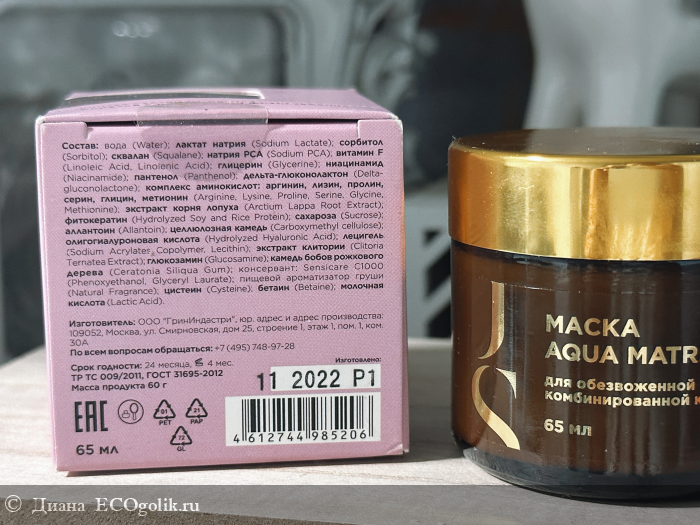 Состав: вода (Water); лактат натрия (Sodium Lactate); сорбитол
(Sorbitol); сквалан (Squalane); натрия PCA (Sodium PCA); витамин F
(Linoleic Acid, Linolenic Acid); глицерин (Glycerine); ниацинамид
(Niacinamide); пантенол (Panthenol); дельта-глюконолактон (Delta-
gluconolactone); комплекс аминокислот: аргинин, лизин, пролин,
серин, глицин, метионин (Arginine, Lysine, Proline, Serine, Glycine,
Methionine); экстракт корня лопуха (Arctium Lappa Root Extract);
фитокератин (Hydrolyzed Soy and Rice Protein); сахароза (Sucrose);
аллантоин (Allantoin); целлюлозная камедь (Carboxymethyl cellulose);
олигогиалуроновая кислота (Hydrolyzed Hyaluronic Acid); лецигель
(Sodium Acrylates Copolymer, Lecithin); экстракт клитории (Clitoria
Ternatea Extract); глюкозамин (Glucosamine); камедь бобов рожкового
дерева (Ceratonia Siliqua Gum); консервант: Sensicare C1000
(Phenoxyethanol, Glyceryl Laurate); пищевой ароматизатор груши
(Natural Fragrance); цистеин (Cysteine); бетаин (Betaine); молочная
кислота (Lactic Acid).
Изготовитель: ООО "ГринИндастри", юр. адрес и адрес производства:
109052, Москва, ул. Смирновская, дом 25, строение 1, этаж 1, пом. 1, ком.
30А
По всем вопросам обращаться: +7 (495) 748-97-28
Срок годности: 24 месяца, 4 мес.
ТР ТС 009/2011, ГОСТ 31695-2012
Масса продукта 60 г
Изготовлено:
11 2022 P1
EAC
01
PET
21
PAP
72
GL
65 мл
4 612744 985206
JS
МАСКА
AQUA MATR
для обезвоженной
комбинированной к
65 мл
© Диана ECOgolik.ru